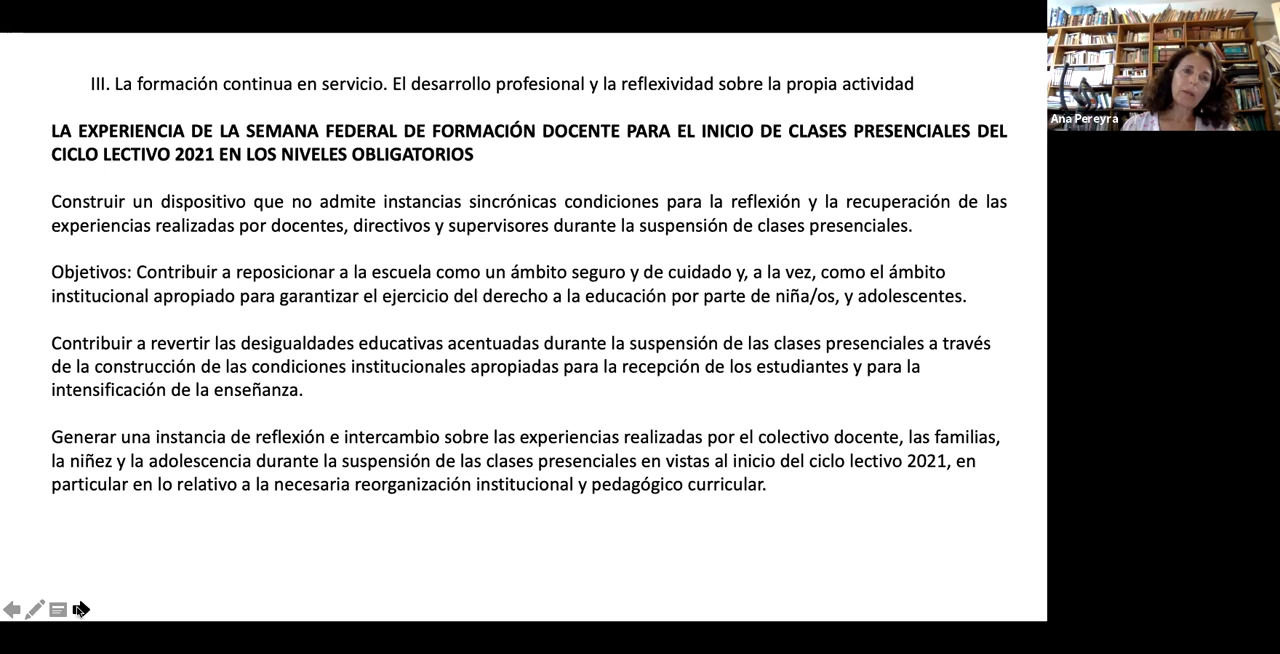 III. La formación continua en servicio. El desarrollo profesional y la reflexividad sobre la propia actividad
LA EXPERIENCIA DE LA SEMANA FEDERAL DE FORMACIÓN DOCENTE PARA EL INICIO DE CLASES PRESENCIALES DEL
CICLO LECTIVO 2021 EN LOS NIVELES OBLIGATORIOS
Construir un dispositivo que no admite instancias sincrónicas condiciones para la reflexión y la recuperación de las
experiencias realizadas por docentes, directivos y supervisores durante la suspensión de clases presenciales.
Objetivos: Contribuir a reposicionar a la escuela como un ámbito seguro y de cuidado y, a la vez, como el ámbito
institucional apropiado para garantizar el ejercicio del derecho a la educación por parte de niña/os, y adolescentes.
Contribuir a revertir las desigualdades educativas acentuadas durante la suspensión de las clases presenciales a través
de la construcción de las condiciones institucionales apropiadas para la recepción de los estudiantes y para la
intensificación de la enseñanza.
Generar una instancia de reflexión e intercambio sobre las experiencias realizadas por el colectivo docente, las familias,
la niñez y la adolescencia durante la suspensión de las clases presenciales en vistas al inicio del ciclo lectivo 2021, en
particular en lo relativo a la necesaria reorganización institucional y pedagógico curricular.
Ana Pereyra